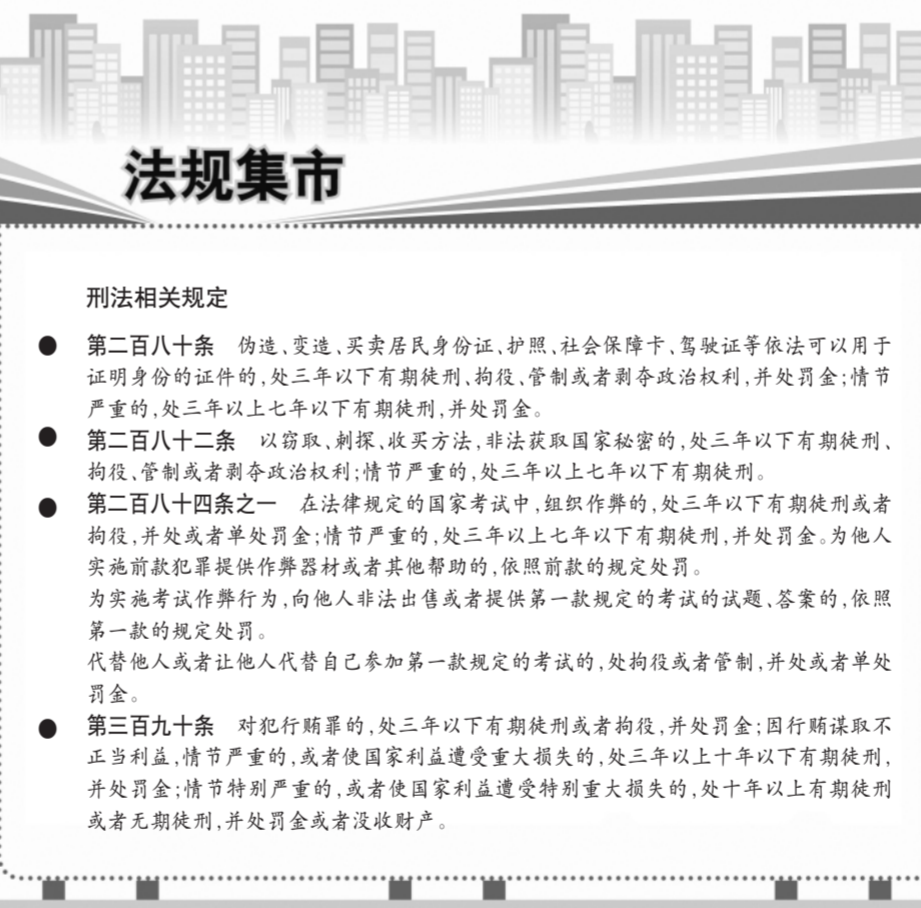 法规集市
刑法相关规定
第二百八十条 伪造、变造、买卖居民身份证、护照、社会保障卡、驾驶证等依法可以用于
证明身份的证件的,处三年以下有期徒刑、拘役、管制或者剥夺政治权利,并处罚金;情节
严重的,处三年以上七年以下有期徒刑,并处罚金。
第二百八十二条 以窃取、刺探、收买方法,非法获取国家秘密的,处三年以下有期徒刑、
拘役、管制或者剥夺政治权利;情节严重的,处三年以上七年以下有期徒刑。
第二百八十四条之一 在法律规定的国家考试中,组织作弊的,处三年以下有期徒刑或者
拘役,并处或者单处罚金;情节严重的,处三年以上七年以下有期徒刑,并处罚金。为他人
实施前款犯罪提供作弊器材或者其他帮助的,依照前款的规定处罚。
为实施考试作弊行为,向他人非法出售或者提供第一款规定的考试的试题、答案的,依照
第一款的规定处罚。
代替他人或者让他人代替自己参加第一款规定的考试的,处拘役或者管制,并处或者单处
罚金。
第三百九十条 对犯行贿罪的,处三年以下有期徒刑或者拘役,并处罚金;因行贿谋取不
正当利益,情节严重的,或者使国家利益遭受重大损失的,处三年以上十年以下有期徒刑,
并处罚金;情节特别严重的,或者使国家利益遭受特别重大损失的,处十年以上有期徒刑
或者无期徒刑,并处罚金或者没收财产。